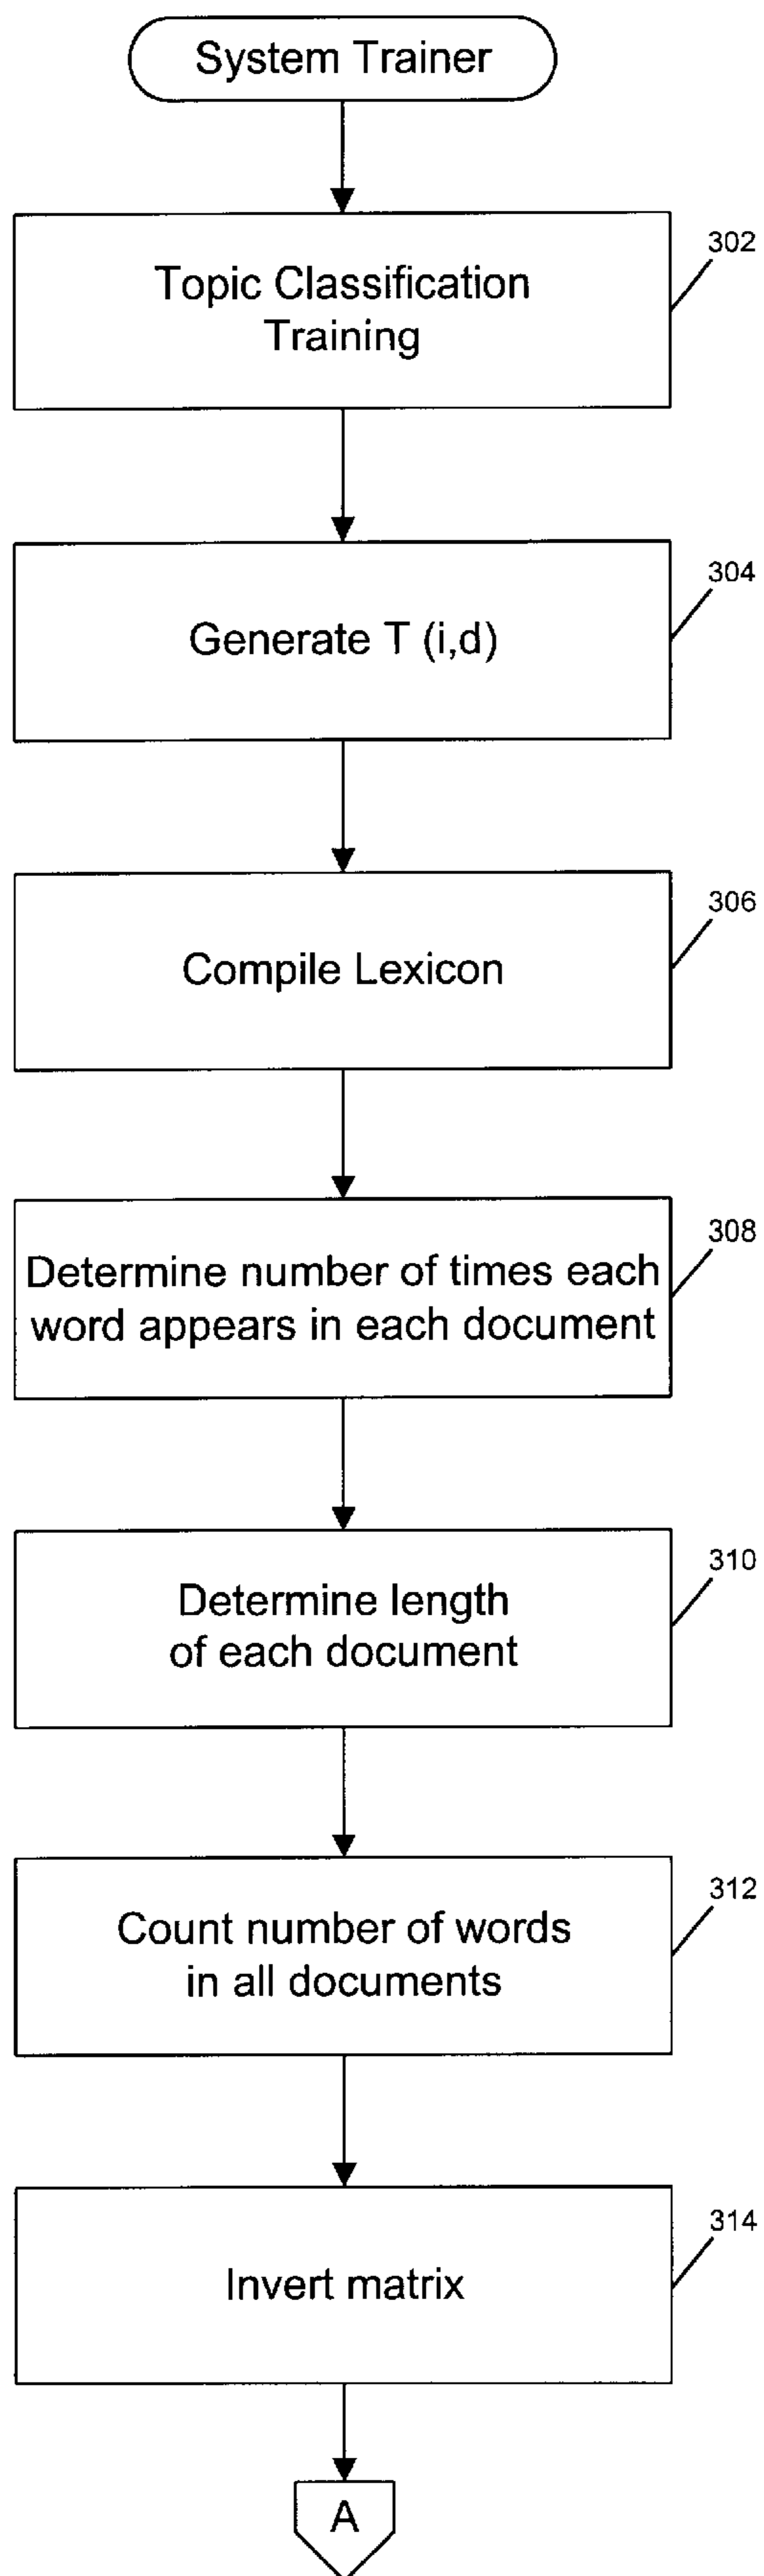 System Trainer
302
Topic Classification
Training
304
Generate T (i,d)
306
Compile Lexicon
308
Determine number of times each
word appears in each document
310
Determine length
of each document
312
Count number of words
in all documents
314
Invert matrix
A